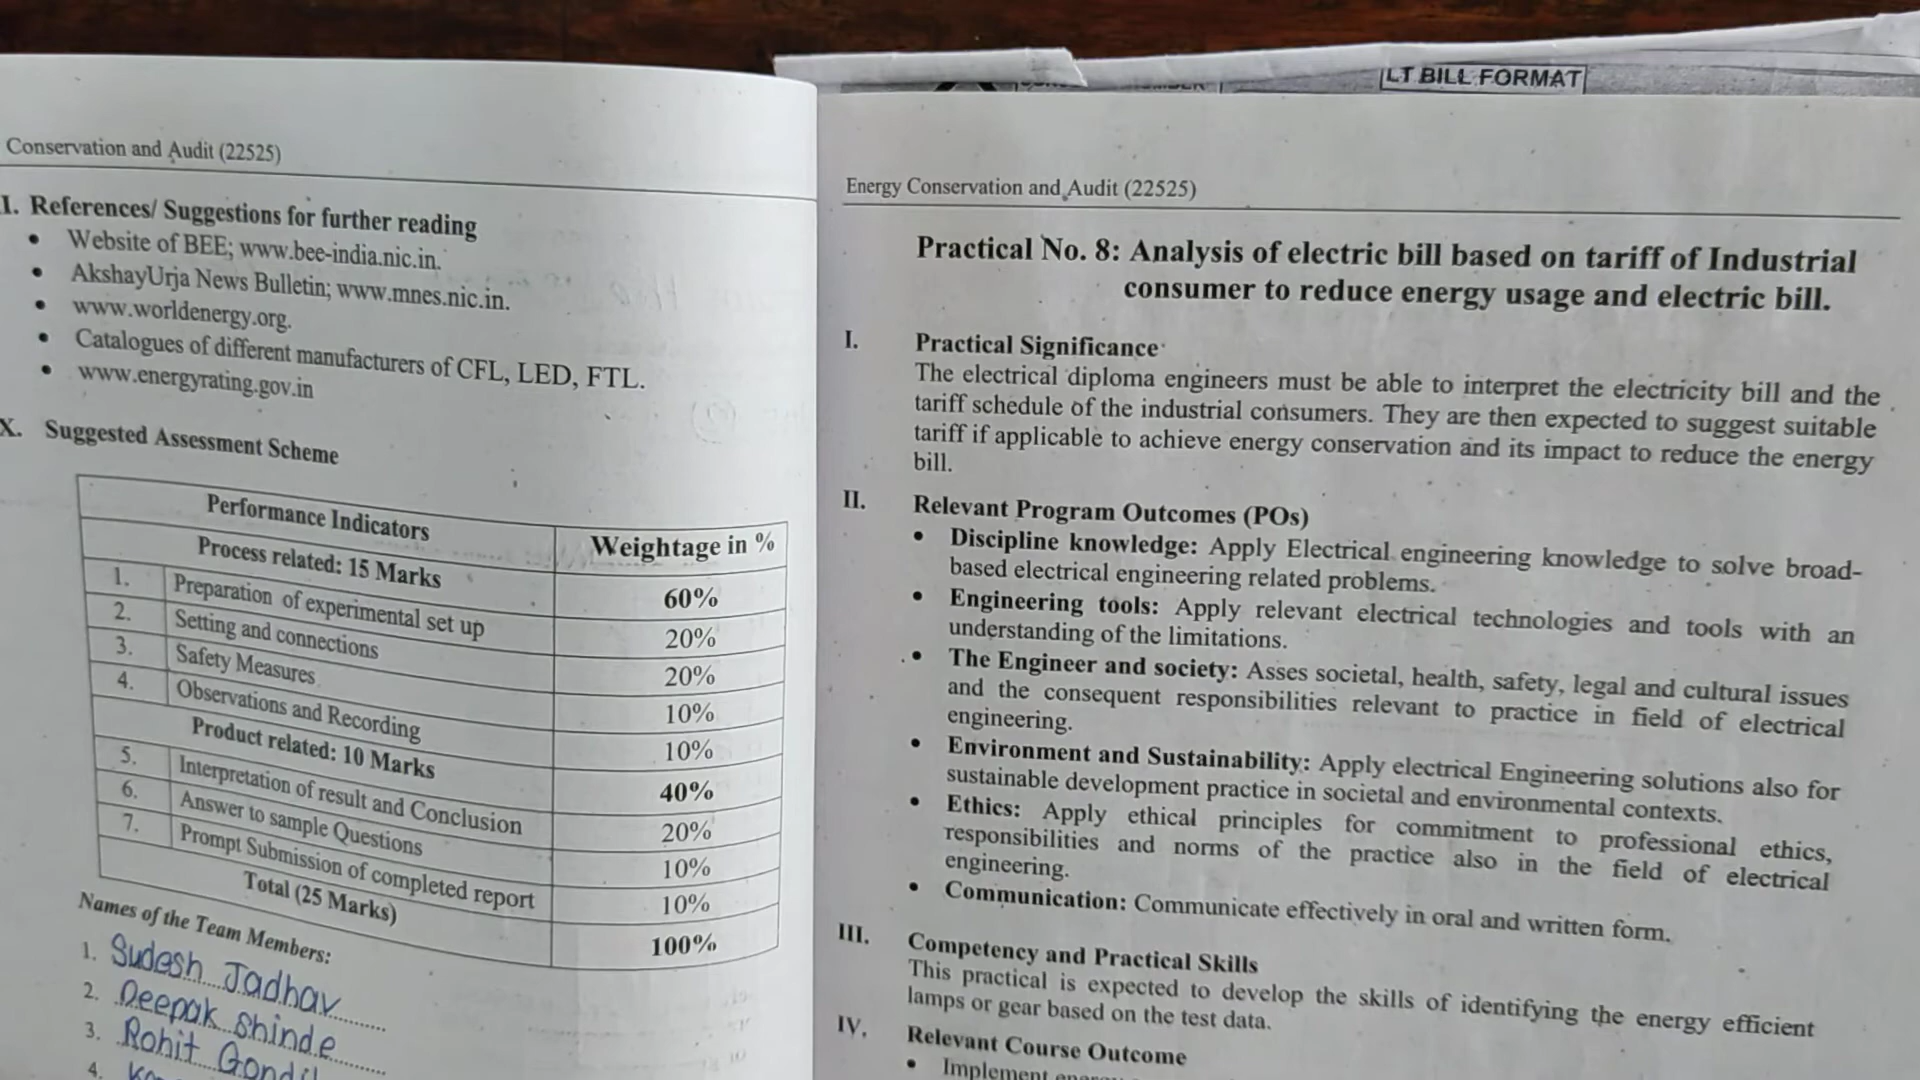 LT BILL FORMAT
Conservation and Audit (22525)
I. References/ Suggestions for further reading
• Website of BEE; www.bee-india.nic.in.
• AkshayUrja News Bulletin; www.mnes.nic.in.
• www.worldenergy.org.
• Catalogues of different manufacturers of CFL, LED, FTL.
• www.energyrating.gov.in
X. Suggested Assessment Scheme
Performance Indicators Weightage in %
Process related: 15 Marks 60%
1. Preparation of experimental set up 20%
2. Setting and connections 20%
3. Safety Measures 10%
4. Observations and Recording 10%
Product related: 10 Marks 40%
5. Interpretation of result and Conclusion 20%
6. Answer to sample Questions 10%
7. Prompt Submission of completed report 10%
Total (25 Marks) 100%
Names of the Team Members:
1. Sudesh Jadhav
2. Deepak Shinde
3. Rohit
4.
Energy Conservation and Audit (22525)
Practical No. 8: Analysis of electric bill based on tariff of Industrial
consumer to reduce energy usage and electric bill.
I. Practical Significance
The electrical diploma engineers must be able to interpret the electricity bill and the
tariff schedule of the industrial consumers. They are then expected to suggest suitable
tariff if applicable to achieve energy conservation and its impact to reduce the energy
bill.
II. Relevant Program Outcomes (POs)
• Discipline knowledge: Apply Electrical engineering knowledge to solve broad-
based electrical engineering related problems.
• Engineering tools: Apply relevant electrical technologies and tools with an
understanding of the limitations.
• The Engineer and society: Asses societal, health, safety, legal and cultural issues
and the consequent responsibilities relevant to practice in field of electrical
engineering.
• Environment and Sustainability: Apply electrical Engineering solutions also for
sustainable development practice in societal and environmental contexts.
• Ethics: Apply ethical principles for commitment to professional ethics,
responsibilities and norms of the practice also in the field of electrical
engineering.
• Communication: Communicate effectively in oral and written form.
III. Competency and Practical Skills
This practical is expected to develop the skills of identifying the energy efficient
lamps or gear based on the test data.
IV. Relevant Course Outcome
• Implement